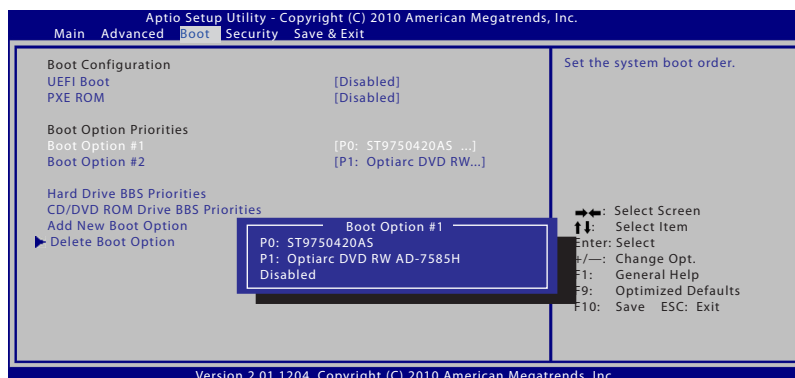 Aptio Setup Utility - Copyright (C) 2010 American Megatrends, Inc.
Main Advanced Boot Security Save & Exit
Boot Configuration
UEFI Boot [Disabled]
PXE ROM [Disabled]
Boot Option Priorities
Boot Option #1 [P0: ST9750420AS ...]
Boot Option #2 [P1: Optiarc DVD RW...]
Hard Drive BBS Priorities
CD/DVD ROM Drive BBS Priorities
Add New Boot Option
Delete Boot Option
Boot Option #1
P0: ST9750420AS
P1: Optiarc DVD RW AD-7585H
Disabled
Set the system boot order.
→←: Select Screen
↑↓: Select Item
Enter: Select
+/—: Change Opt.
F1: General Help
F9: Optimized Defaults
F10: Save ESC: Exit
Version 2.01.1204. Copyright (C) 2010 American Megatrends, Inc.